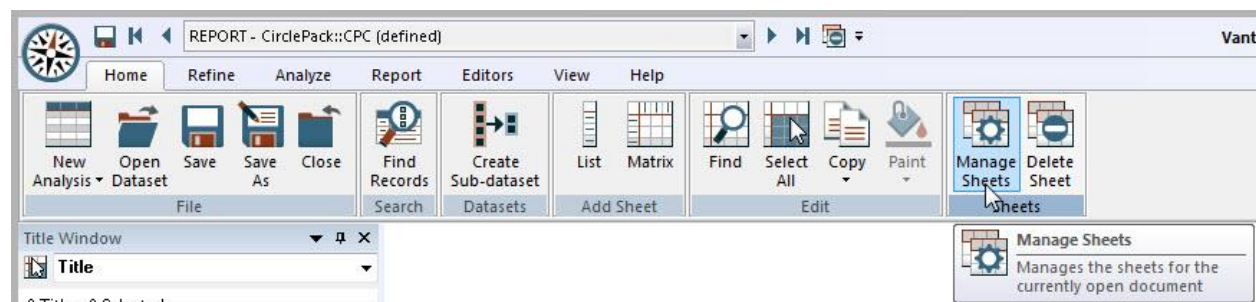 REPORT - CirclePack::CPC (defined)
Vant
Home Refine Analyze Report Editors View Help
New Analysis Open Dataset Save Save As Close Find Records Create Sub-dataset List Matrix Find Select All Copy Paint Manage Sheets Delete Sheet
File Search Datasets Add Sheet Edit Sheets
Title Window
Title
Manage Sheets
Manages the sheets for the
currently open document